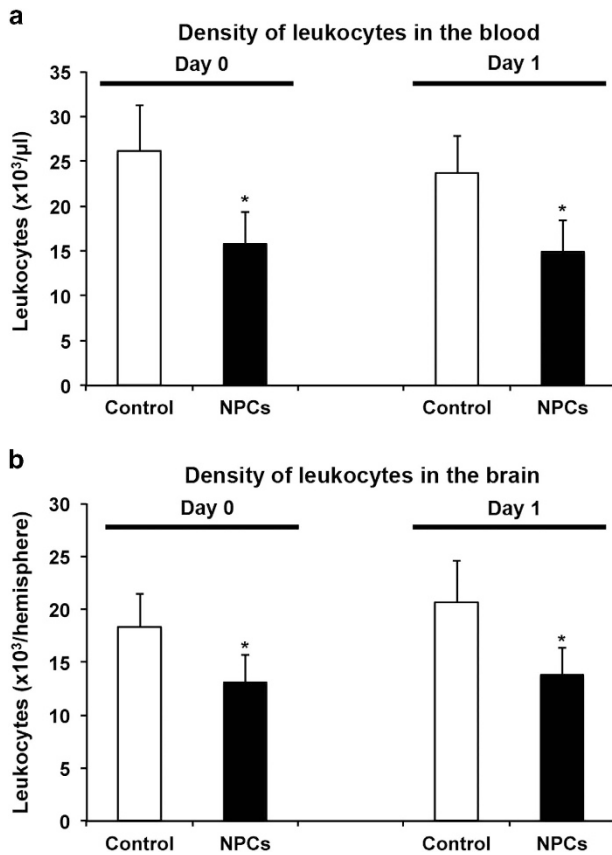 a
Density of leukocytes in the blood
Day 0 Day 1
Leukocytes (x10³/µl)
35
30
25
20
15
10
5
0
* *
Control NPCs Control NPCs
b
Density of leukocytes in the brain
Day 0 Day 1
Leukocytes (x10³/hemisphere)
30
25
20
15
10
5
0
* *
Control NPCs Control NPCs